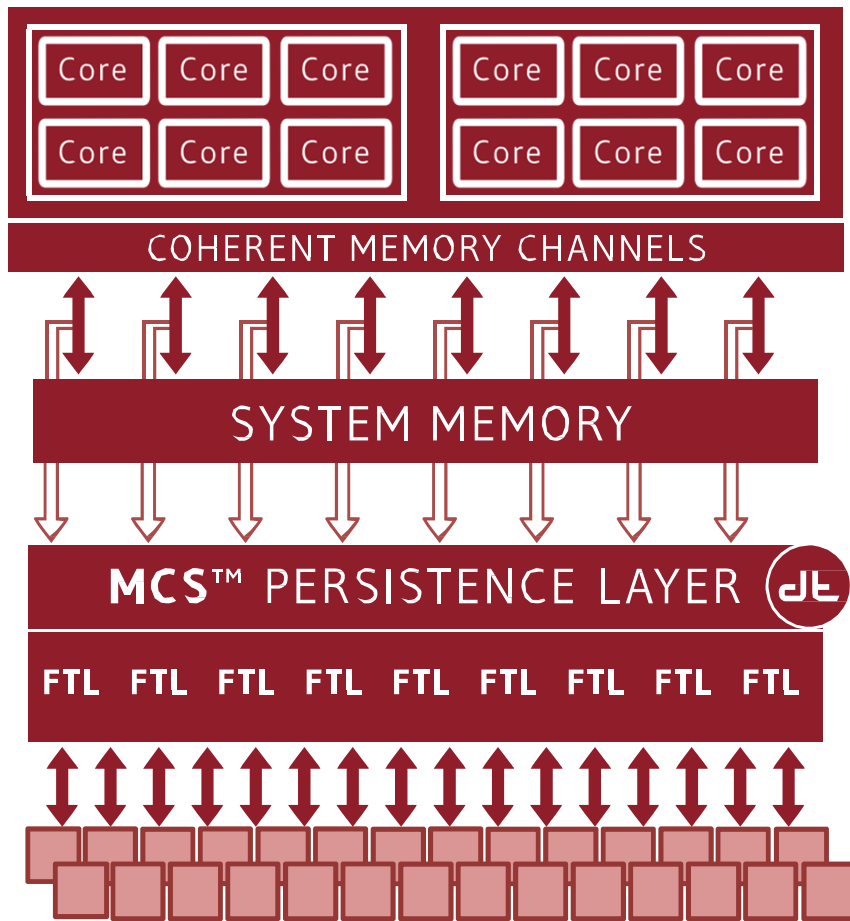 Core Core Core Core Core Core
Core Core Core Core Core Core
COHERENT MEMORY CHANNELS
SYSTEM MEMORY
MCS™ PERSISTENCE LAYER dt
FTL FTL FTL FTL FTL FTL FTL FTL FTL